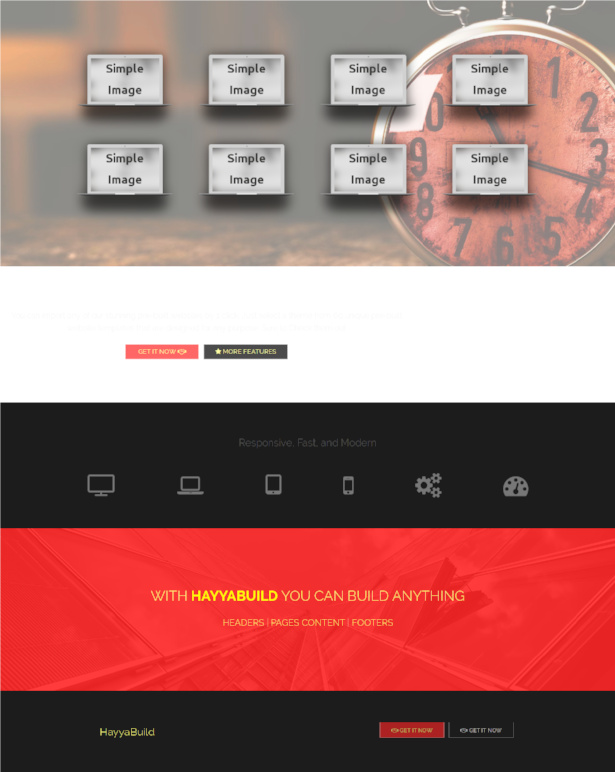 Simple
Image
Simple
Image
Simple
Image
Simple
Image
Simple
Image
Simple
Image
Simple
Image
Simple
Image
GET IT NOW
MORE FEATURES
Responsive, Fast, and Modern
WITH HAYYABUILD YOU CAN BUILD ANYTHING
HEADERS | PAGES CONTENT | FOOTERS
HayyaBuild
GET IT NOW
GET IT NOW